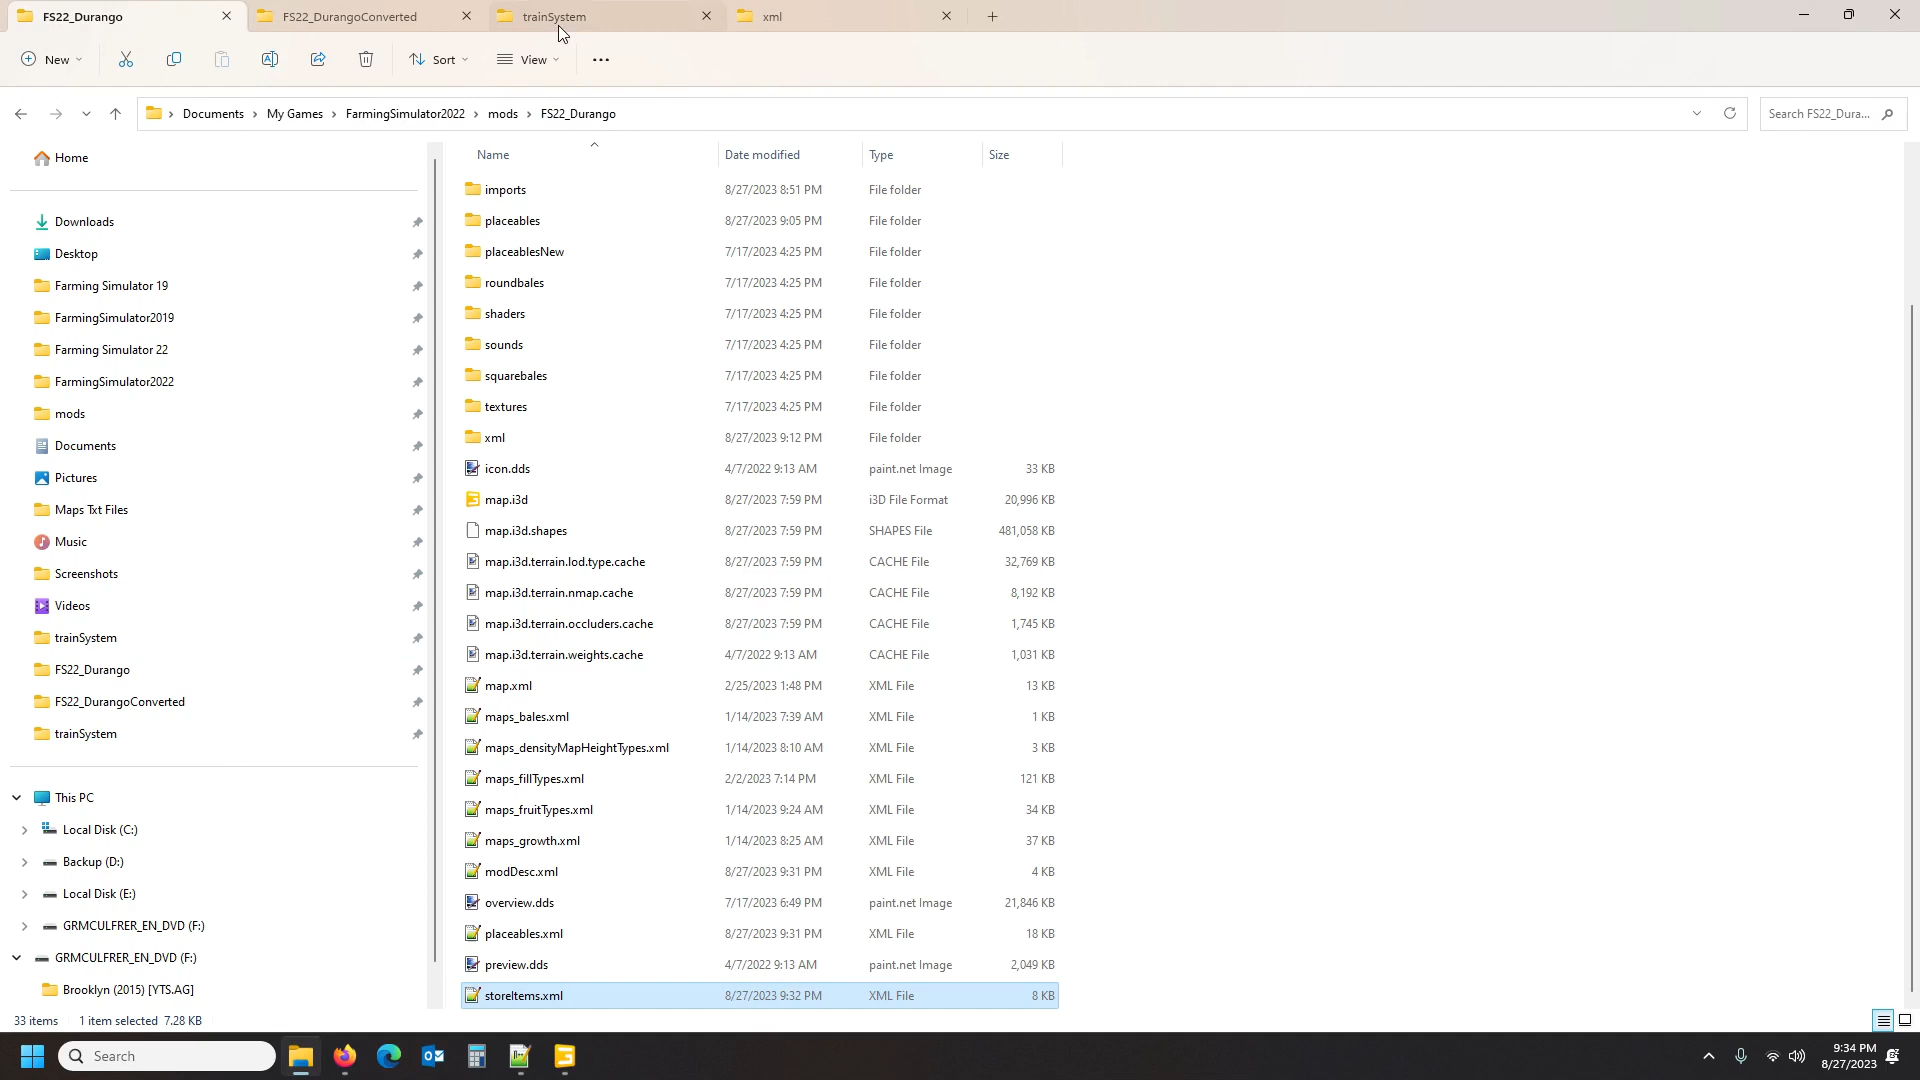 FS22_Durango
FS22_DurangoConverted
trainSystem
xml
New
Sort
View
Documents
My Games
FarmingSimulator2022
mods
FS22_Durango
Search FS22_Dura...
Home
Downloads
Desktop
Farming Simulator 19
FarmingSimulator2019
Farming Simulator 22
FarmingSimulator2022
mods
Documents
Pictures
Maps Txt Files
Music
Screenshots
Videos
trainSystem
FS22_Durango
FS22_DurangoConverted
trainSystem
This PC
Local Disk (C:)
Backup (D:)
Local Disk (E:)
GRMCULFRER_EN_DVD (F:)
GRMCULFRER_EN_DVD (F:)
Brooklyn (2015) [YTS.AG]
Name Date modified Type Size
imports 8/27/2023 8:51 PM File folder
placeables 8/27/2023 9:05 PM File folder
placeablesNew 7/17/2023 4:25 PM File folder
roundbales 7/17/2023 4:25 PM File folder
shaders 7/17/2023 4:25 PM File folder
sounds 7/17/2023 4:25 PM File folder
squarebales 7/17/2023 4:25 PM File folder
textures 7/17/2023 4:25 PM File folder
xml 8/27/2023 9:12 PM File folder
icon.dds 4/7/2022 9:13 AM paint.net Image 33 KB
map.i3d 8/27/2023 7:59 PM i3D File Format 20,996 KB
map.i3d.shapes 8/27/2023 7:59 PM SHAPES File 481,058 KB
map.i3d.terrain.lod.type.cache 8/27/2023 7:59 PM CACHE File 32,769 KB
map.i3d.terrain.nmap.cache 8/27/2023 7:59 PM CACHE File 8,192 KB
map.i3d.terrain.occluders.cache 8/27/2023 7:59 PM CACHE File 1,745 KB
map.i3d.terrain.weights.cache 4/7/2022 9:13 AM CACHE File 1,031 KB
map.xml 2/25/2023 1:48 PM XML File 13 KB
maps_bales.xml 1/14/2023 7:39 AM XML File 1 KB
maps_densityMapHeightTypes.xml 1/14/2023 8:10 AM XML File 3 KB
maps_fillTypes.xml 2/2/2023 7:14 PM XML File 121 KB
maps_fruitTypes.xml 1/14/2023 9:24 AM XML File 34 KB
maps_growth.xml 1/14/2023 8:25 AM XML File 37 KB
modDesc.xml 8/27/2023 9:31 PM XML File 4 KB
overview.dds 7/17/2023 6:49 PM paint.net Image 21,846 KB
placeables.xml 8/27/2023 9:31 PM XML File 18 KB
preview.dds 4/7/2022 9:13 AM paint.net Image 2,049 KB
storeItems.xml 8/27/2023 9:32 PM XML File 8 KB
33 items 1 item selected 7.28 KB
Search
9:34 PM
8/27/2023